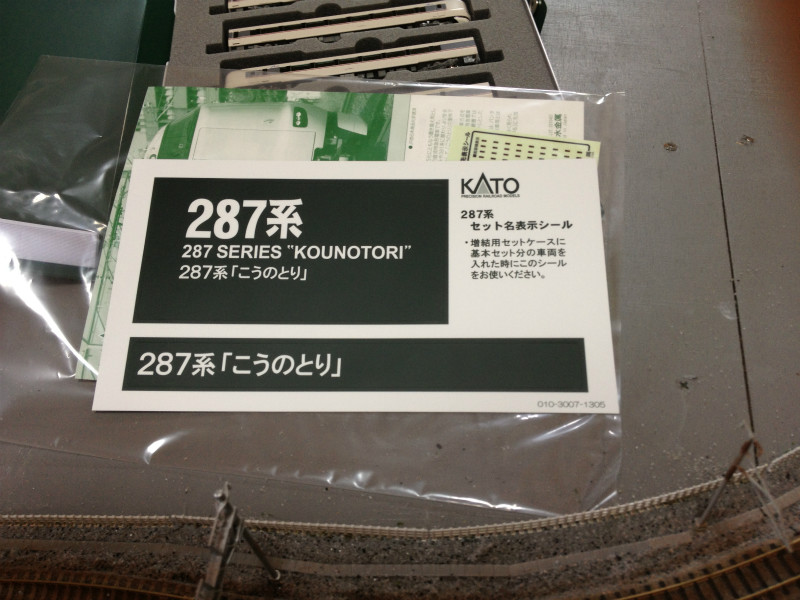 287系
287 SERIES "KOUNOTORI"
287系「こうのとり」
KATO
PRECISION RAILROAD MODELS
287系
セット名表示シール
・増結用セットケースに
基本セット分の車両を
入れた時にこのシール
をお使いください。
287系「こうのとり」
010-3007-1305